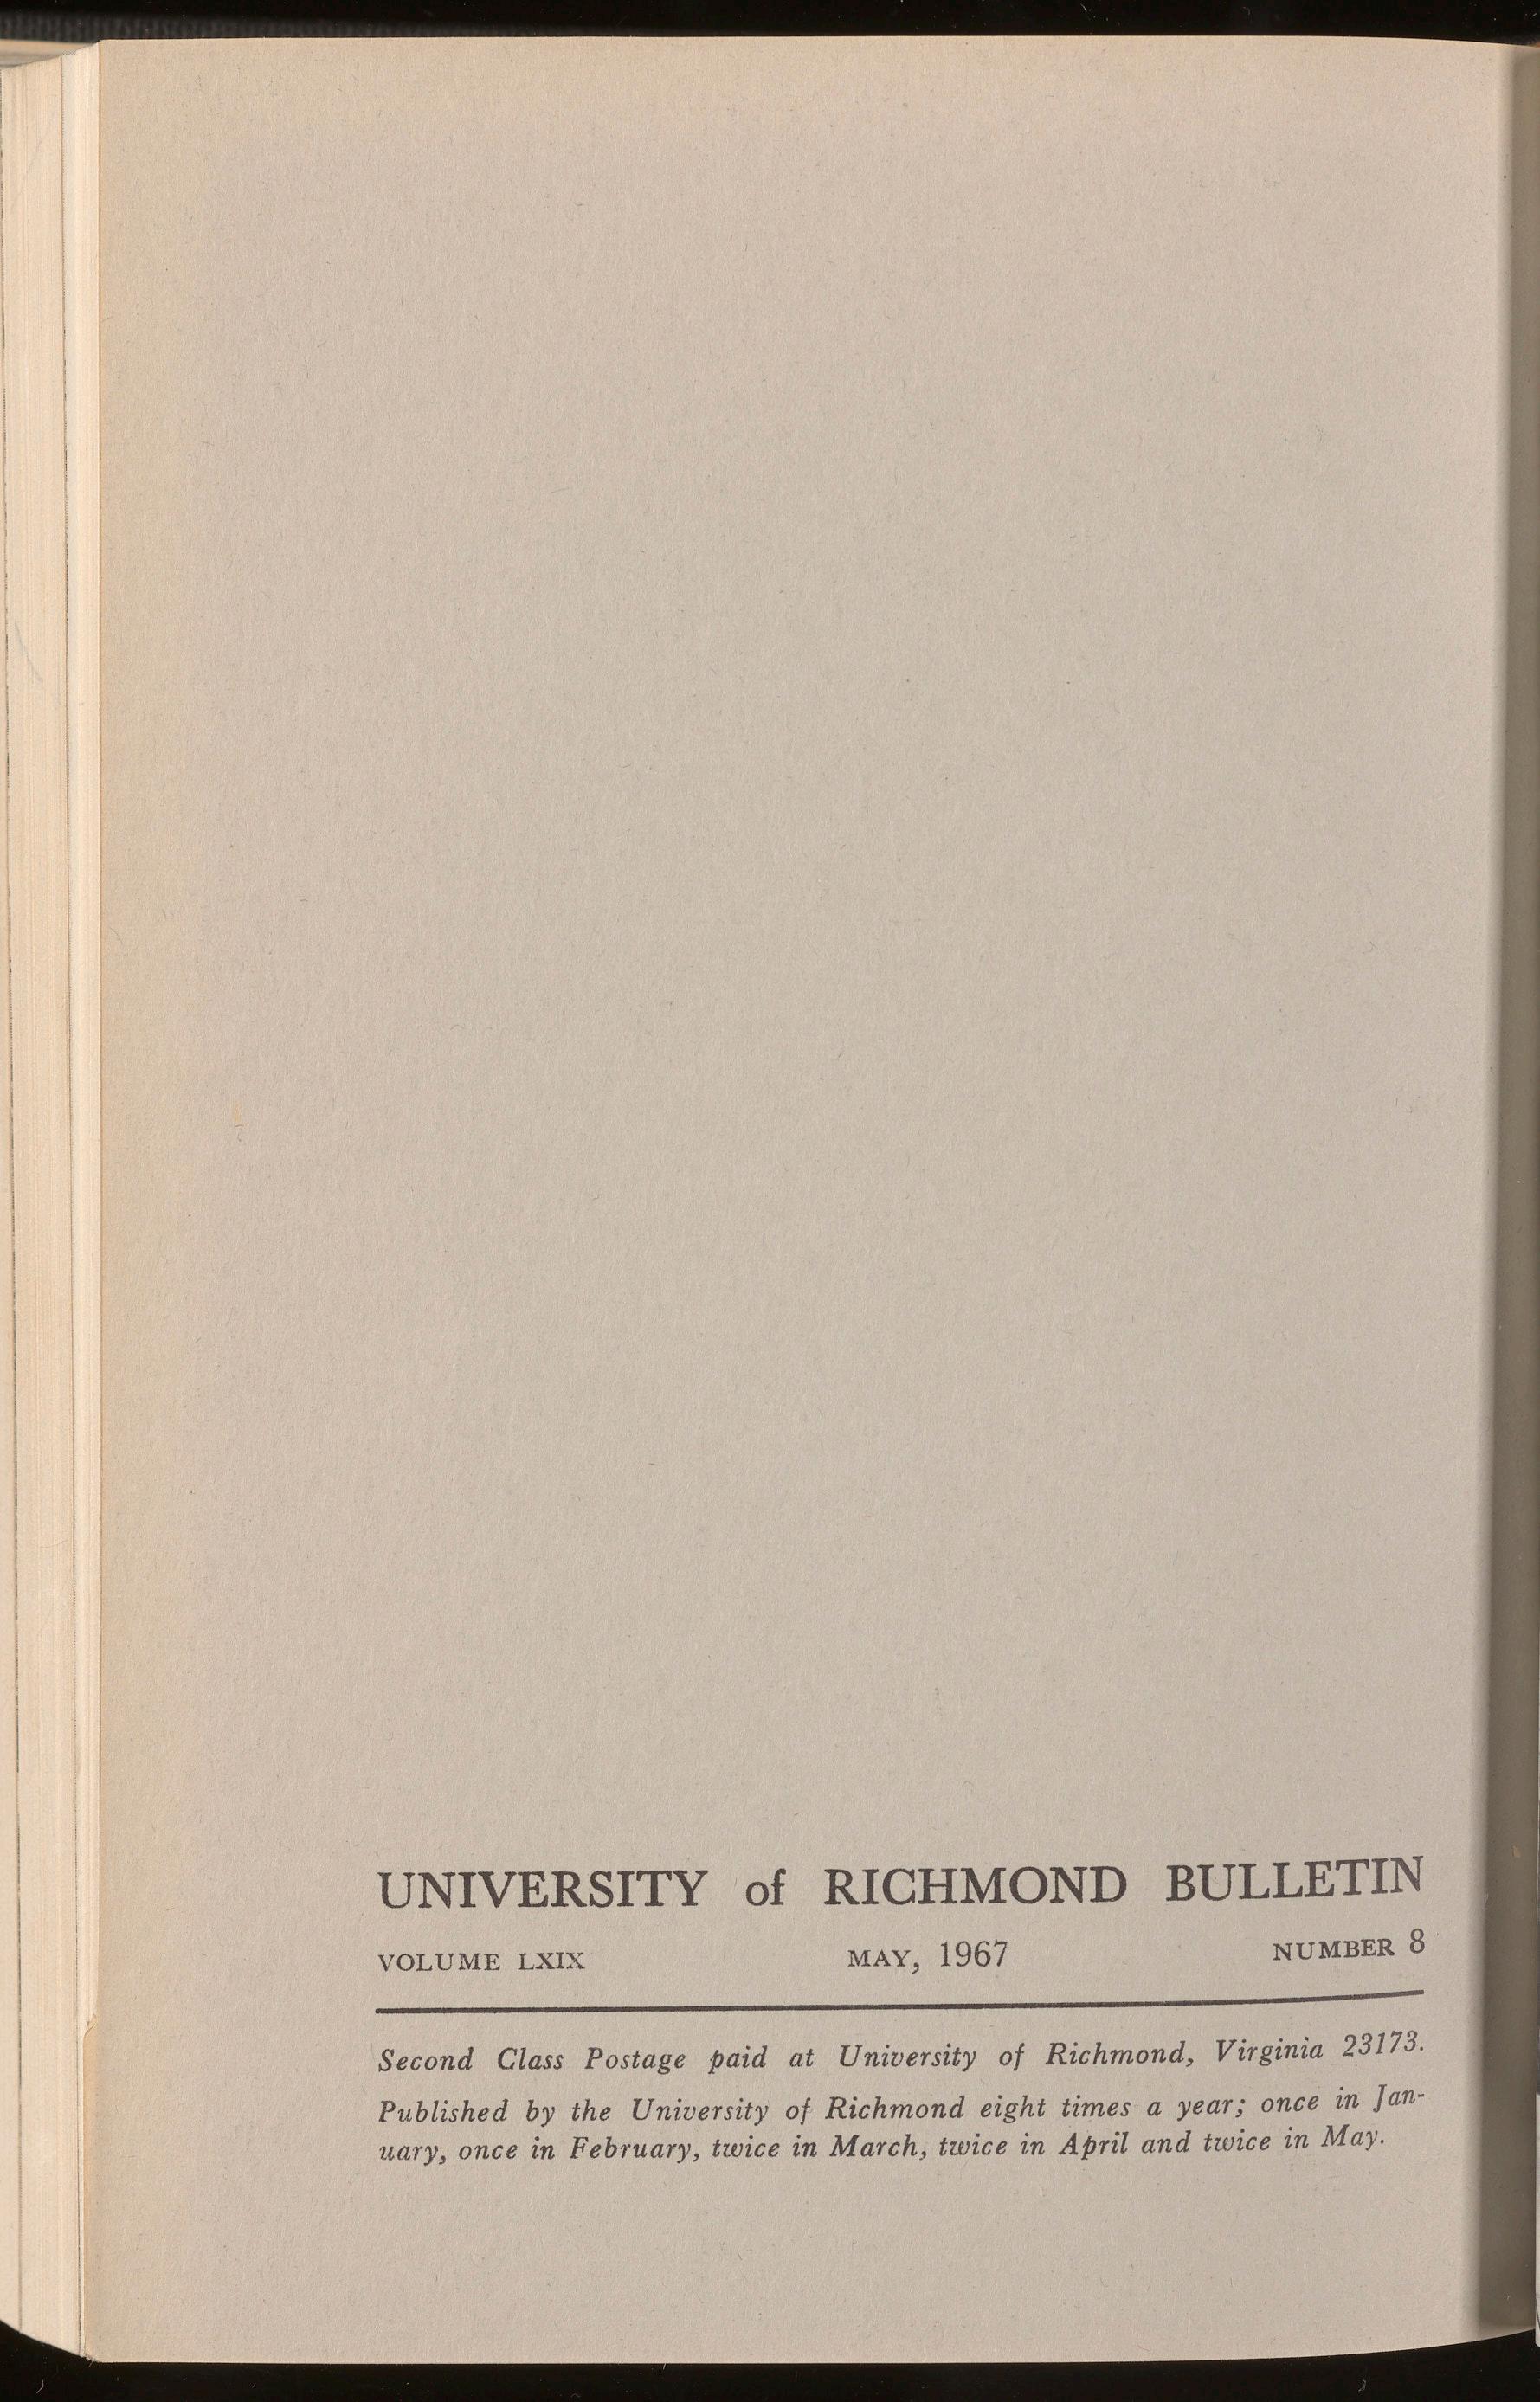 UNIVERSITY of RICHMOND BULLETIN
VOLUME LXIX MAY, 1967 NUMBER 8
Second Class Postage paid at University of Richmond, Virginia 23173.
Published by the University of Richmond eight times a year; once in Jan-
uary, once in February, twice in March, twice in April and twice in May.